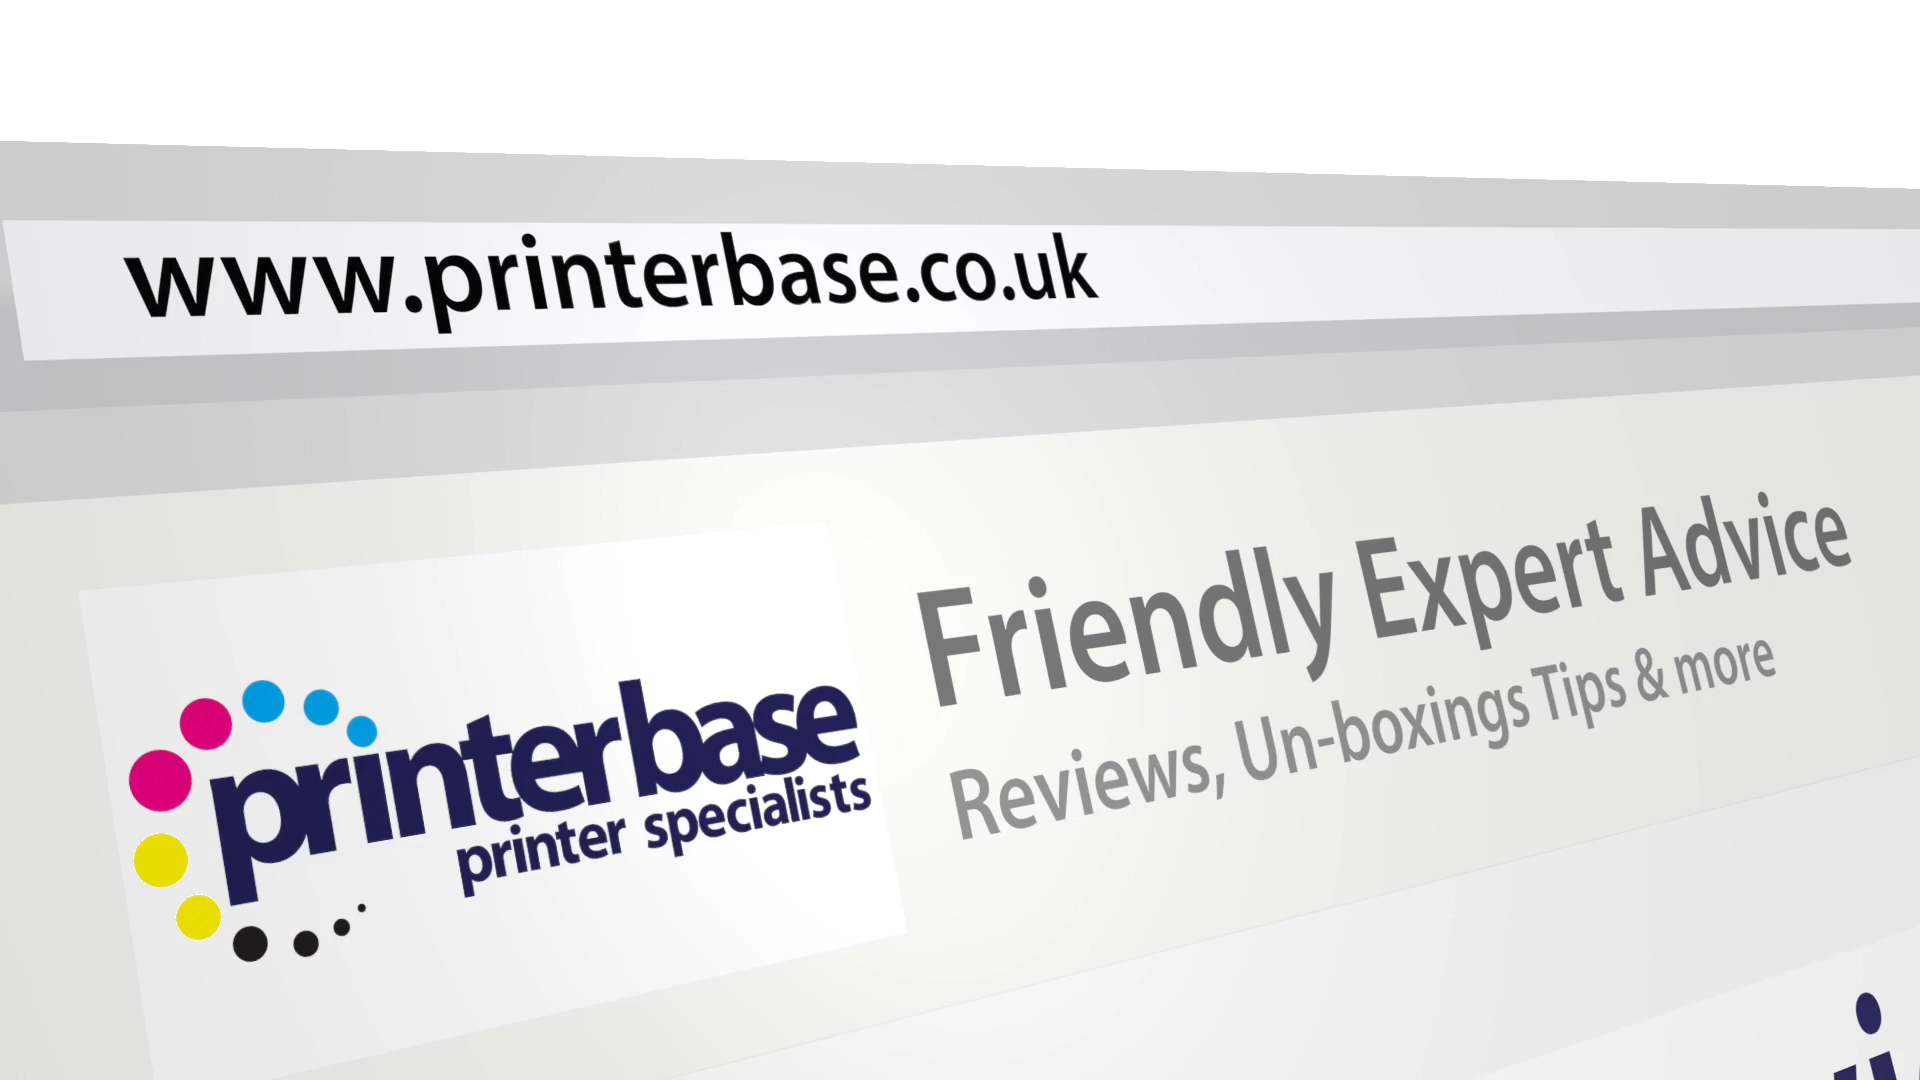 www.printerbase.co.uk
printerbase
printer specialists
Friendly Expert Advice
Reviews, Un-boxings Tips & more